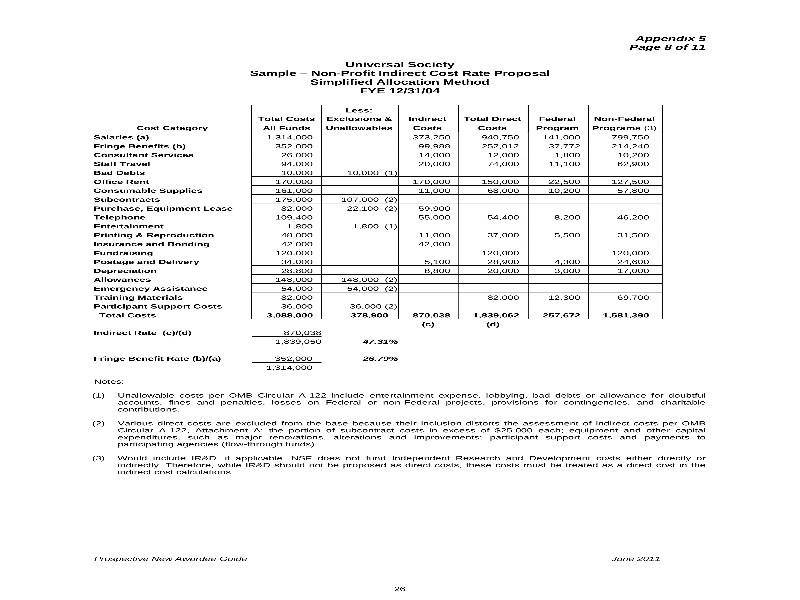 Appendix 5
Page 8 of 11
Universal Society
Sample – Non-Profit Indirect Cost Rate Proposal
Simplified Allocation Method
FYE 12/31/04
Less:
Total Costs Exclusions & Indirect Total Direct Federal Non-Federal
Cost Category All Funds Unallowables Costs Costs Program Programs (3)
Salaries (a) 1,314,000 373,250 940,750 141,000 799,750
Fringe Benefits (b) 352,000 99,988 252,012 37,772 214,240
Consultant Services 26,000 14,000 12,000 1,800 10,200
Staff Travel 94,000 20,000 74,000 11,100 62,900
Bad Debts 10,000 10,000 (1)
Office Rent 170,000 170,000 150,000 22,500 127,500
Consumable Supplies 161,000 11,000 68,000 10,200 57,800
Subcontracts 175,000 107,000 (2)
Purchase, Equipment Lease 82,000 22,100 (2) 59,900
Telephone 109,400 55,000 54,400 8,200 46,200
Entertainment 1,800 1,800 (1)
Printing & Reproduction 48,000 11,000 37,000 5,500 31,500
Insurance and Bonding 42,000 42,000
Fundraising 120,000 120,000 120,000
Postage and Delivery 34,000 5,100 28,900 4,300 24,600
Depreciation 28,800 8,800 20,000 3,000 17,000
Allowances 148,000 148,000 (2)
Emergency Assistance 54,000 54,000 (2)
Training Materials 82,000 82,000 12,300 69,700
Participant Support Costs 36,000 36,000 (2)
Total Costs 3,088,000 378,900 870,038 1,839,062 257,672 1,581,390
(c) (d)
Indirect Rate (c)/(d) 870,038
1,839,060 47.31%
Fringe Benefit Rate (b)/(a) 352,000 26.79%
1,314,000
Notes:
(1) Unallowable costs per OMB Circular A-122 include entertainment expense, lobbying, bad debts or allowance for doubtful
accounts, fines and penalties, losses on Federal or non-Federal projects, provisions for contingencies, and charitable
contributions.
(2) Various direct costs are excluded from the base because their inclusion distorts the assessment of indirect costs per OMB
Circular A-122, Attachment A: the portion of subcontract costs in excess of $25,000 each; equipment and other capital
expenditures, such as major renovations, alterations and improvements; participant support costs and payments to
participating agencies (flow-through funds).
(3) Would include IR&D, if applicable. NSF does not fund Independent Research and Development costs either directly or
indirectly. Therefore, while IR&D should not be proposed as direct costs, these costs must be treated as a direct cost in the
indirect cost calculations.
Prospective New Awardee Guide June 2011
26